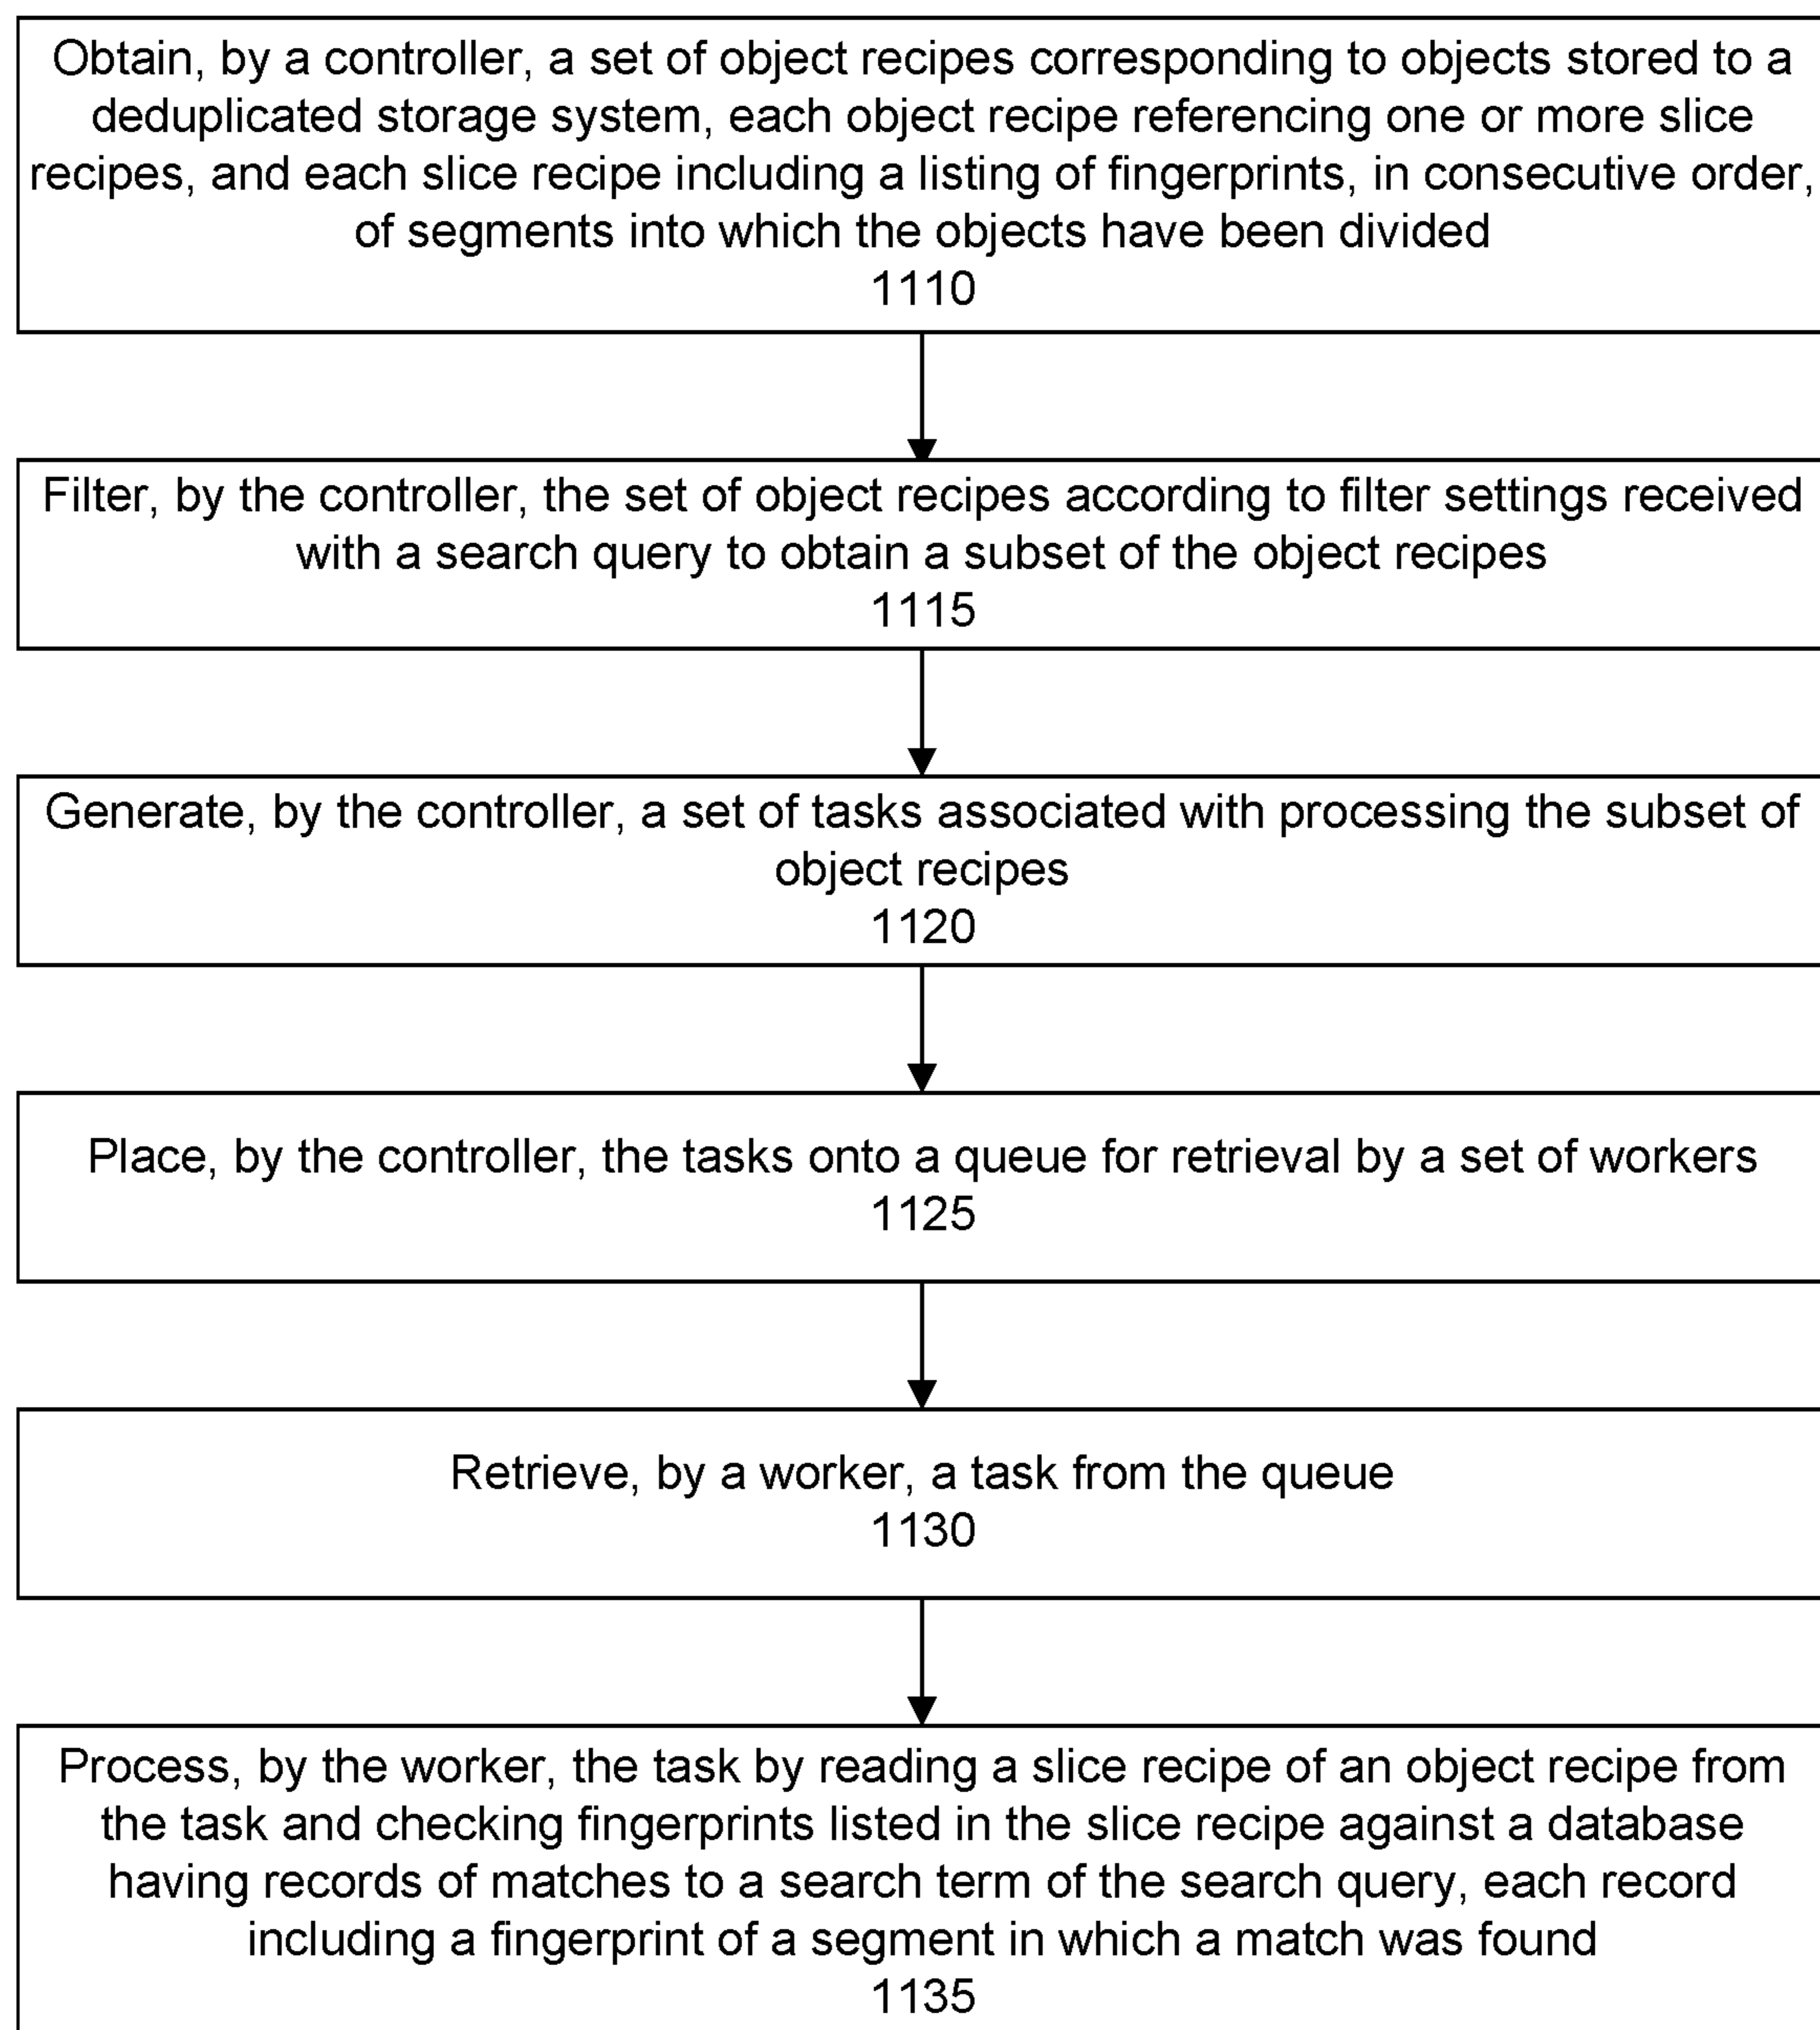 Obtain, by a controller, a set of object recipes corresponding to objects stored to a
deduplicated storage system, each object recipe referencing one or more slice
recipes, and each slice recipe including a listing of fingerprints, in consecutive order,
of segments into which the objects have been divided
1110
Filter, by the controller, the set of object recipes according to filter settings received
with a search query to obtain a subset of the object recipes
1115
Generate, by the controller, a set of tasks associated with processing the subset of
object recipes
1120
Place, by the controller, the tasks onto a queue for retrieval by a set of workers
1125
Retrieve, by a worker, a task from the queue
1130
Process, by the worker, the task by reading a slice recipe of an object recipe from
the task and checking fingerprints listed in the slice recipe against a database
having records of matches to a search term of the search query, each record
including a fingerprint of a segment in which a match was found
1135